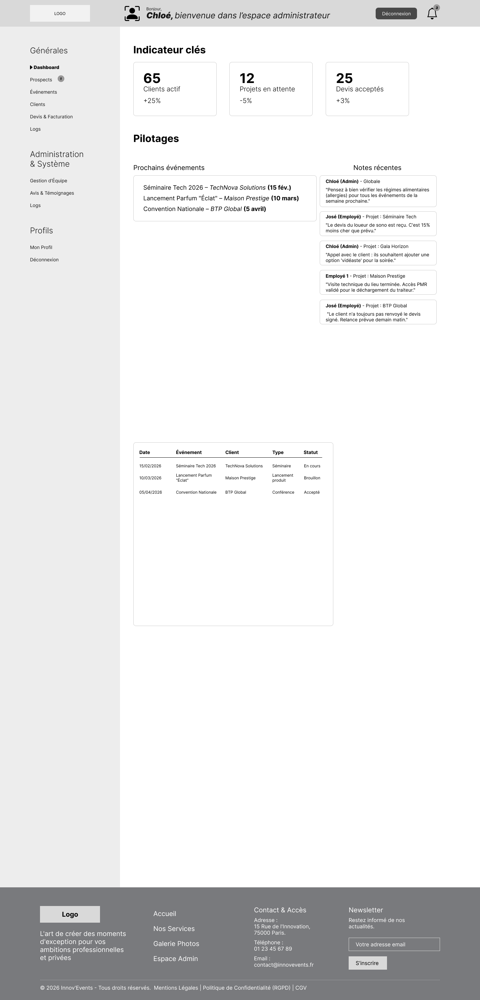 LOGO
Bonjour,
Chloé, bienvenue dans l’espace administrateur
Déconnexion
3
Générales
Dashboard
Prospects 1
Événements
Clients
Devis & Facturation
Logs
Administration
& Système
Gestion d'Équipe
Avis & Témoignages
Logs
Profils
Mon Profil
Déconnexion
Indicateur clés
65
Clients actif
+25%
12
Projets en attente
-5%
25
Devis acceptés
+3%
Pilotages
Prochains événements
Séminaire Tech 2026 – TechNova Solutions (15 fév.)
Lancement Parfum "Éclat" – Maison Prestige (10 mars)
Convention Nationale – BTP Global (5 avril)
Notes récentes
Chloé (Admin) - Globale
"Pensez à bien vérifier les régimes alimentaires
(allergies) pour tous les événements de la
semaine prochaine."
José (Employé) - Projet : Séminaire Tech
"Le devis du loueur de sono est reçu. C'est 15%
moins cher que prévu."
Chloé (Admin) - Projet : Gala Horizon
"Appel avec le client : ils souhaitent ajouter une
option 'vidéaste' pour la soirée."
Employé 1 - Projet : Maison Prestige
"Visite technique du lieu terminée. Accès PMR
validé pour le déchargement du traiteur."
José (Employé) - Projet : BTP Global
"Le client n'a toujours pas renvoyé le devis
signé. Relance prévue demain matin."
Date Événement Client Type Statut
15/02/2026 Séminaire Tech 2026 TechNova Solutions Séminaire En cours
10/03/2026 Lancement Parfum
"Éclat" Maison Prestige Lancement
produit Brouillon
05/04/2026 Convention Nationale BTP Global Conférence Accepté
Logo
L'art de créer des moments
d'exception pour vos
ambitions professionnelles
et privées
Accueil
Nos Services
Galerie Photos
Espace Admin
Contact & Accès
Adresse :
15 Rue de l'Innovation,
75000 Paris.
Téléphone :
01 23 45 67 89
Email :
contact@innovevents.fr
Newsletter
Restez informé de nos
actualités.
Votre adresse email
S'inscrire
© 2026 Innov'Events - Tous droits réservés. Mentions Légales | Politique de Confidentialité (RGPD) | CGV